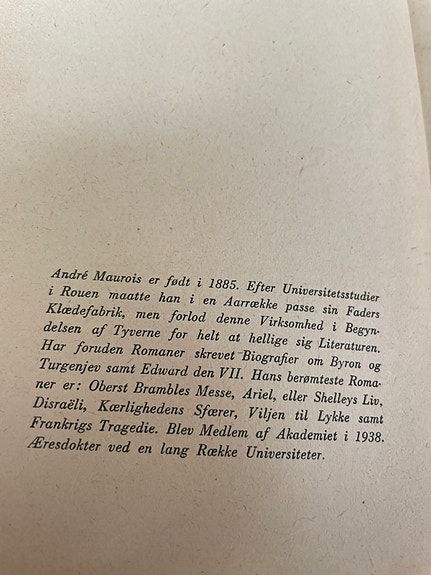 André Maurois er født i 1885. Efter Universitetsstudier
i Rouen maatte han i en Aarrække passe sin Faders
Klædefabrik, men forlod denne Virksomhed i Begyn-
delsen af Tyverne for helt at hellige sig Literaturen.
Har foruden Romaner skrevet Biografier om Byron og
Turgenjev samt Edward den VII. Hans berømteste Roma-
ner er: Oberst Brambles Messe, Ariel, eller Shelleys Liv,
Disraëli, Kærlighedens Sfærer, Viljen til Lykke samt
Frankrigs Tragedie. Blev Medlem af Akademiet i 1938.
Æresdokter ved en lang Række Universiteter.